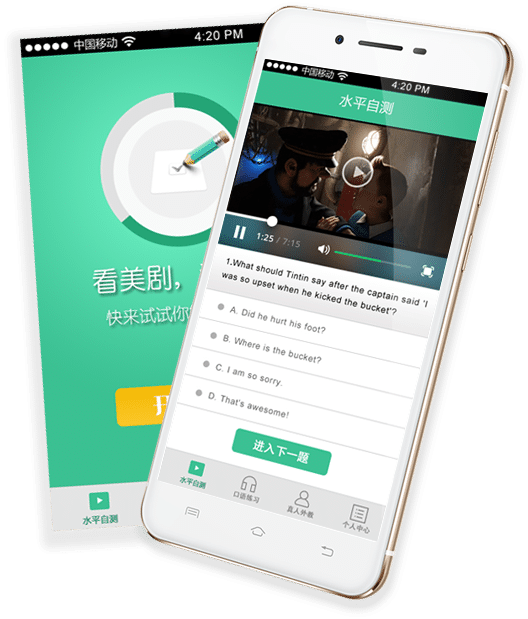 中国移动
4:20 PM
看美剧，
快来试试你
水平自测
中国移动
4:20 PM
水平自测
1:25 / 7:15
1.What should Tintin say after the captain said 'I
was so upset when he kicked the bucket'?
A. Did he hurt his foot?
B. Where is the bucket?
C. I am so sorry.
D. That's awesome!
进入下一题
水平自测
口语练习
真人外教
个人中心